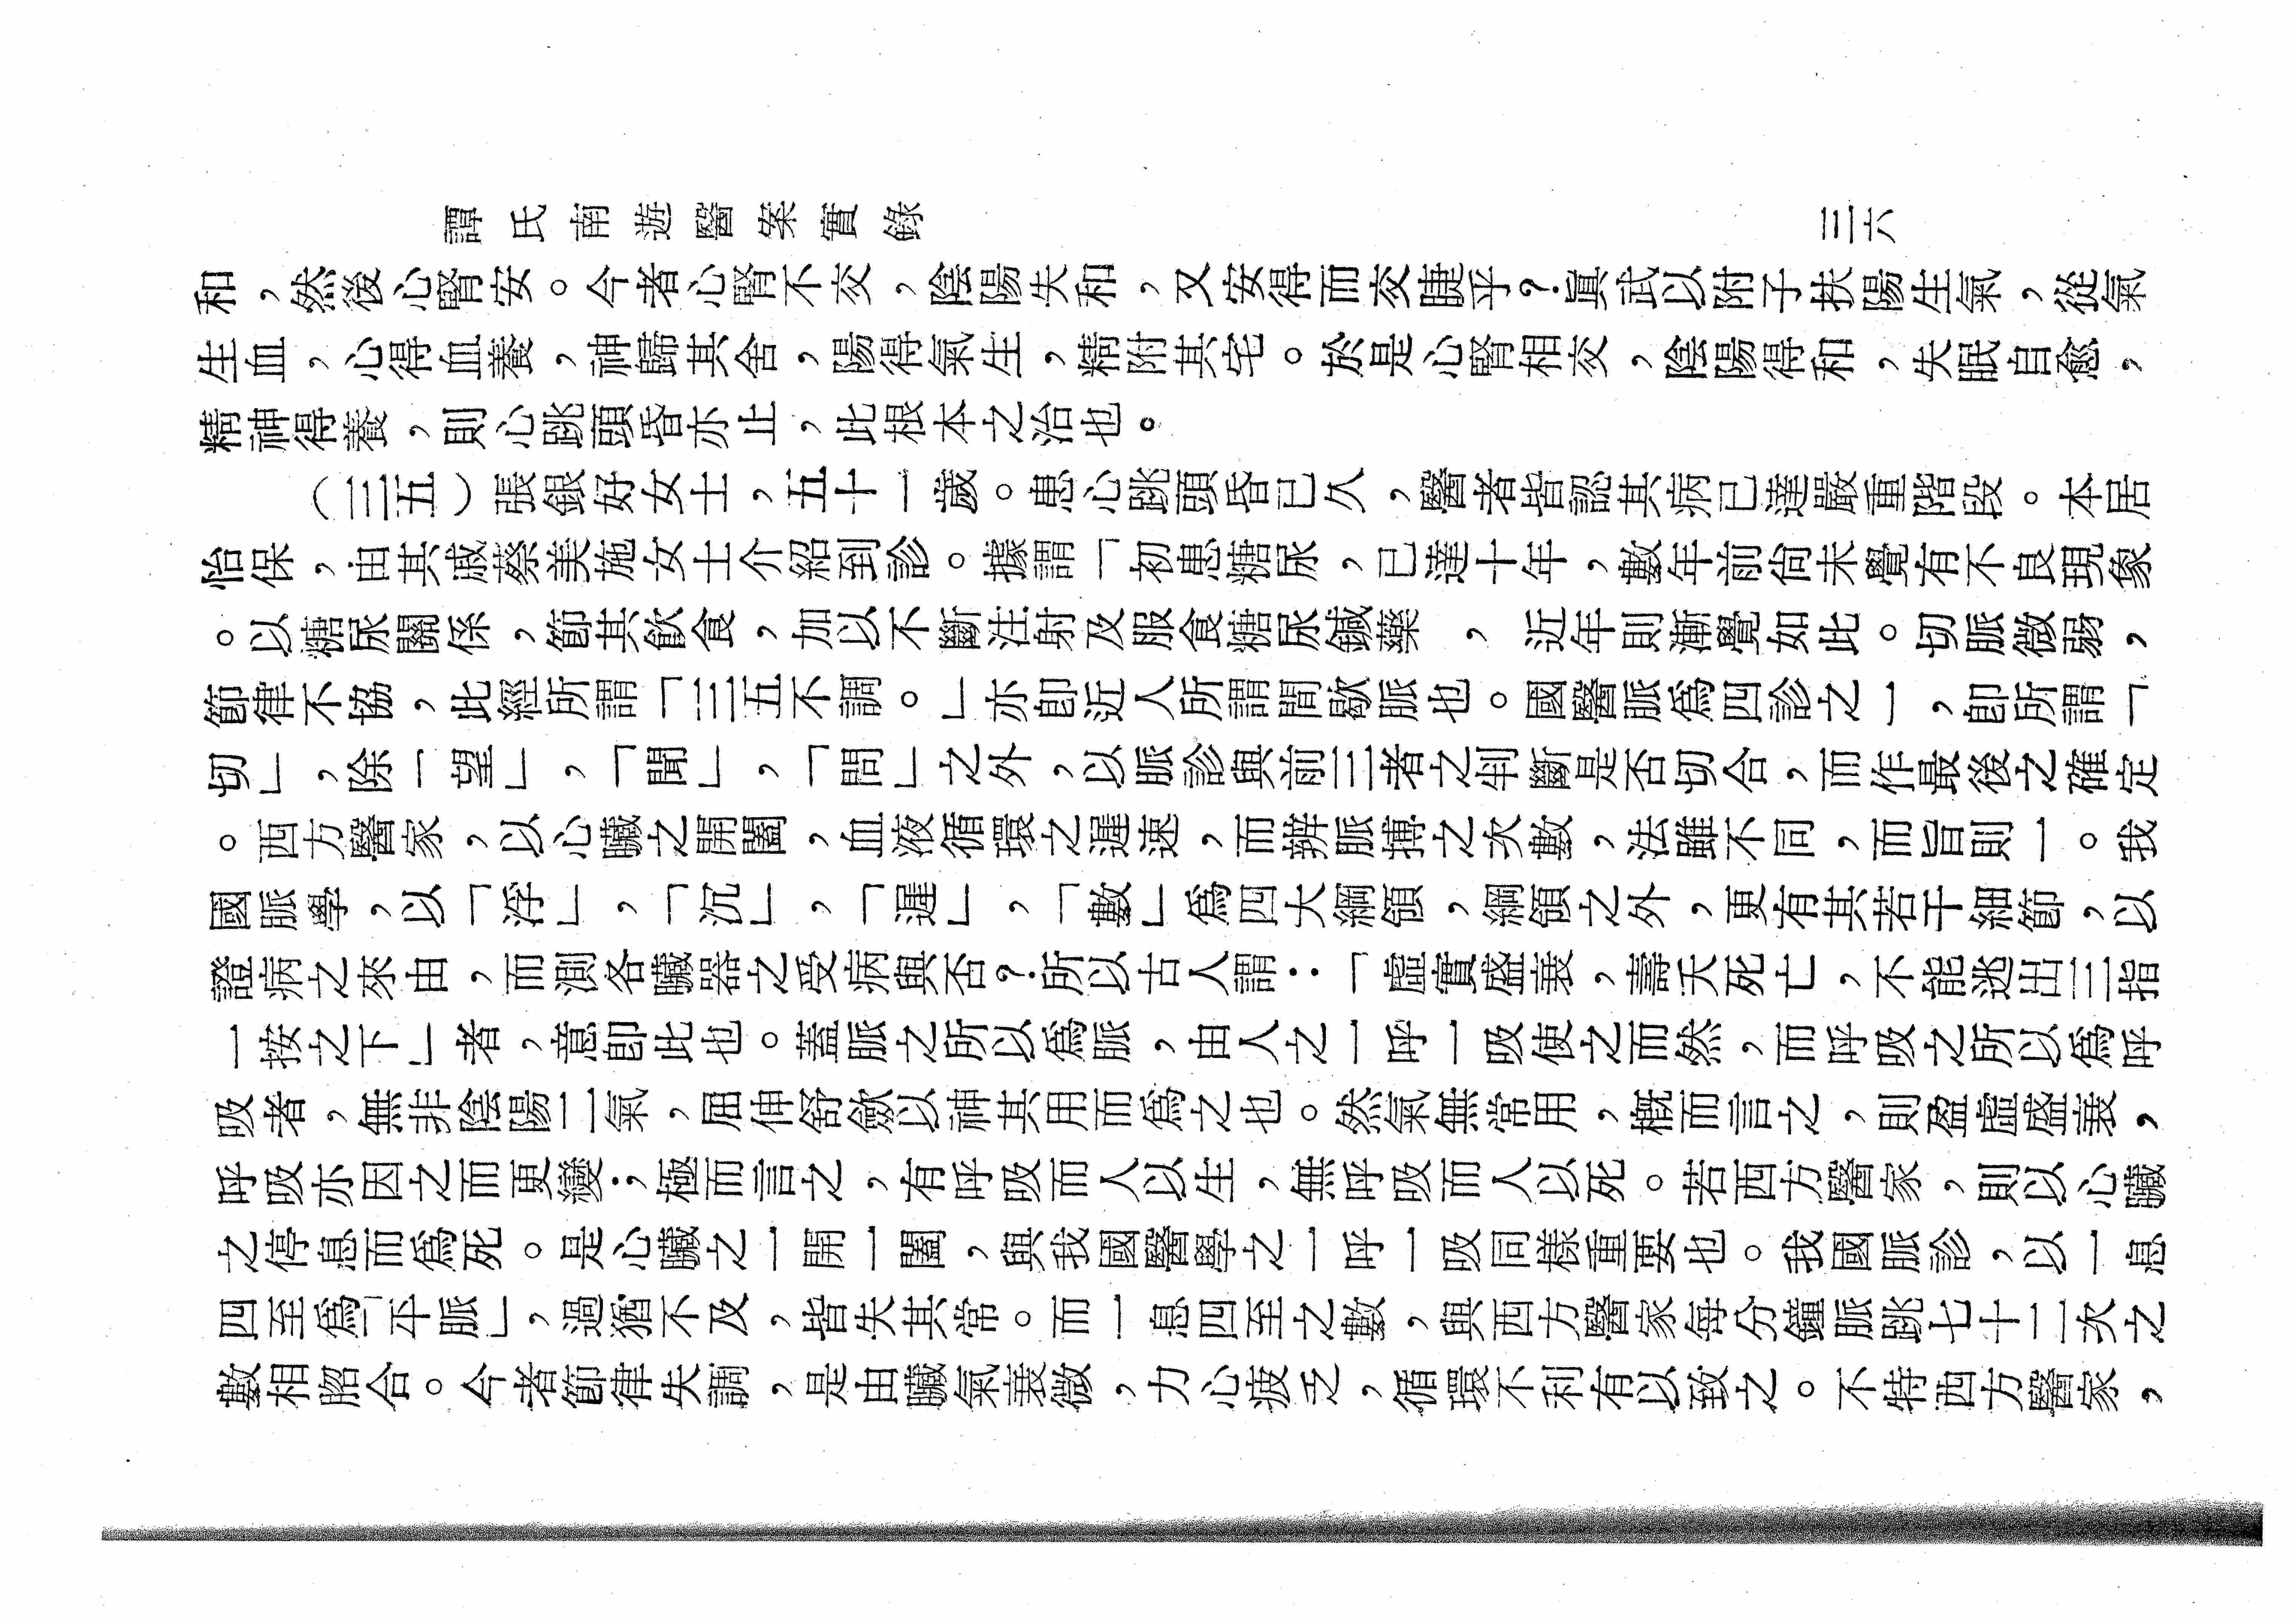 譚氏南遊醫案實錄
三六
和，然後心腎安。今者心腎不交，陰陽失和，又安得而交睫乎？眞武以附子扶陽生氣，從氣
生血，心得血養，神歸其舍，陽得氣生，精附其宅。於是心腎相交，陰陽得和，失眠自愈，
精神得養，則心跳頭昏亦止，此根本之治也。
（三五）張銀好女士，五十一歲。患心跳頭昏已久，醫者皆認其病已達嚴重階段。本居
怡保，由其戚蔡美施女士介紹到診。據謂「初患糖尿，已達十年，數年前尙未覺有不良現象
。以糖尿關係，節其飲食，加以不斷注射及服食糖尿鍼藥，近年則漸覺如此。切脈微弱，
節律不協，此經所謂「三五不調。」亦卽近人所謂間歇脈也。國醫脈爲四診之一，卽所謂「
切」，除「望」，「聞」，「問」之外，以脈診與前三者之判斷是否切合，而作最後之確定
。西方醫家，以心臟之開闔，血液循環之遲速，而辨脈搏之次數，法雖不同，而旨則一。我
國脈學，以「浮」，「沉」，「遲」，「數」爲四大綱領，綱領之外，更有其若干細節，以
證病之來由，而測各臟器之受病與否？所以古人謂：「虛實盛衰，壽夭死亡，不能逃出三指
一按之下」者，意卽此也。蓋脈之所以爲脈，由人之一呼一吸使之而然，而呼吸之所以爲呼
吸者，無非陰陽二氣，屈伸舒歛以神其用而爲之也。然氣無常用，概而言之，則盈虛盛衰，
呼吸亦因之而更變；極而言之，有呼吸而人以生，無呼吸而人以死。若西方醫家，則以心臟
之停息而爲死。是心臟之一開一闔，與我國醫學之一呼一吸同樣重要也。我國脈診，以一息
四至爲「平脈」，過猶不及，皆失其常。而一息四至之數，與西方醫家每分鐘脈跳七十二次之
數相脗合。今者節律失調，是由臟氣衰微，力心疲乏，循環不利有以致之。不特西方醫家，